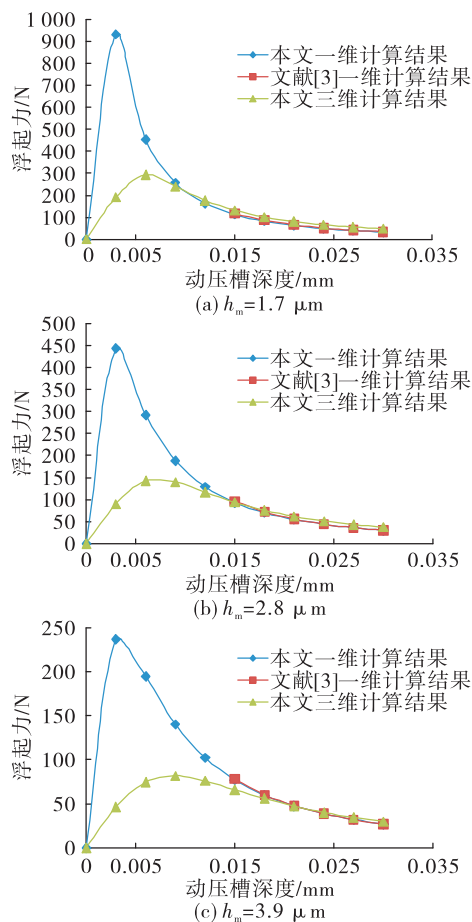 1 000
900
800
700
600
500
400
300
200
100
0
浮起力/N
本文一维计算结果
文献[3]一维计算结果
本文三维计算结果
0 0.005 0.015 0.025 0.035
动压槽深度/mm
(a) hm=1.7 μm
500
450
400
350
300
250
200
150
100
50
0
浮起力/N
本文一维计算结果
文献[3]一维计算结果
本文三维计算结果
0 0.005 0.015 0.025 0.035
动压槽深度/mm
(b) hm=2.8 μm
250
200
150
100
50
0
浮起力/N
本文一维计算结果
文献[3]一维计算结果
本文三维计算结果
0 0.005 0.015 0.025 0.035
动压槽深度/mm
(c) hm=3.9 μm